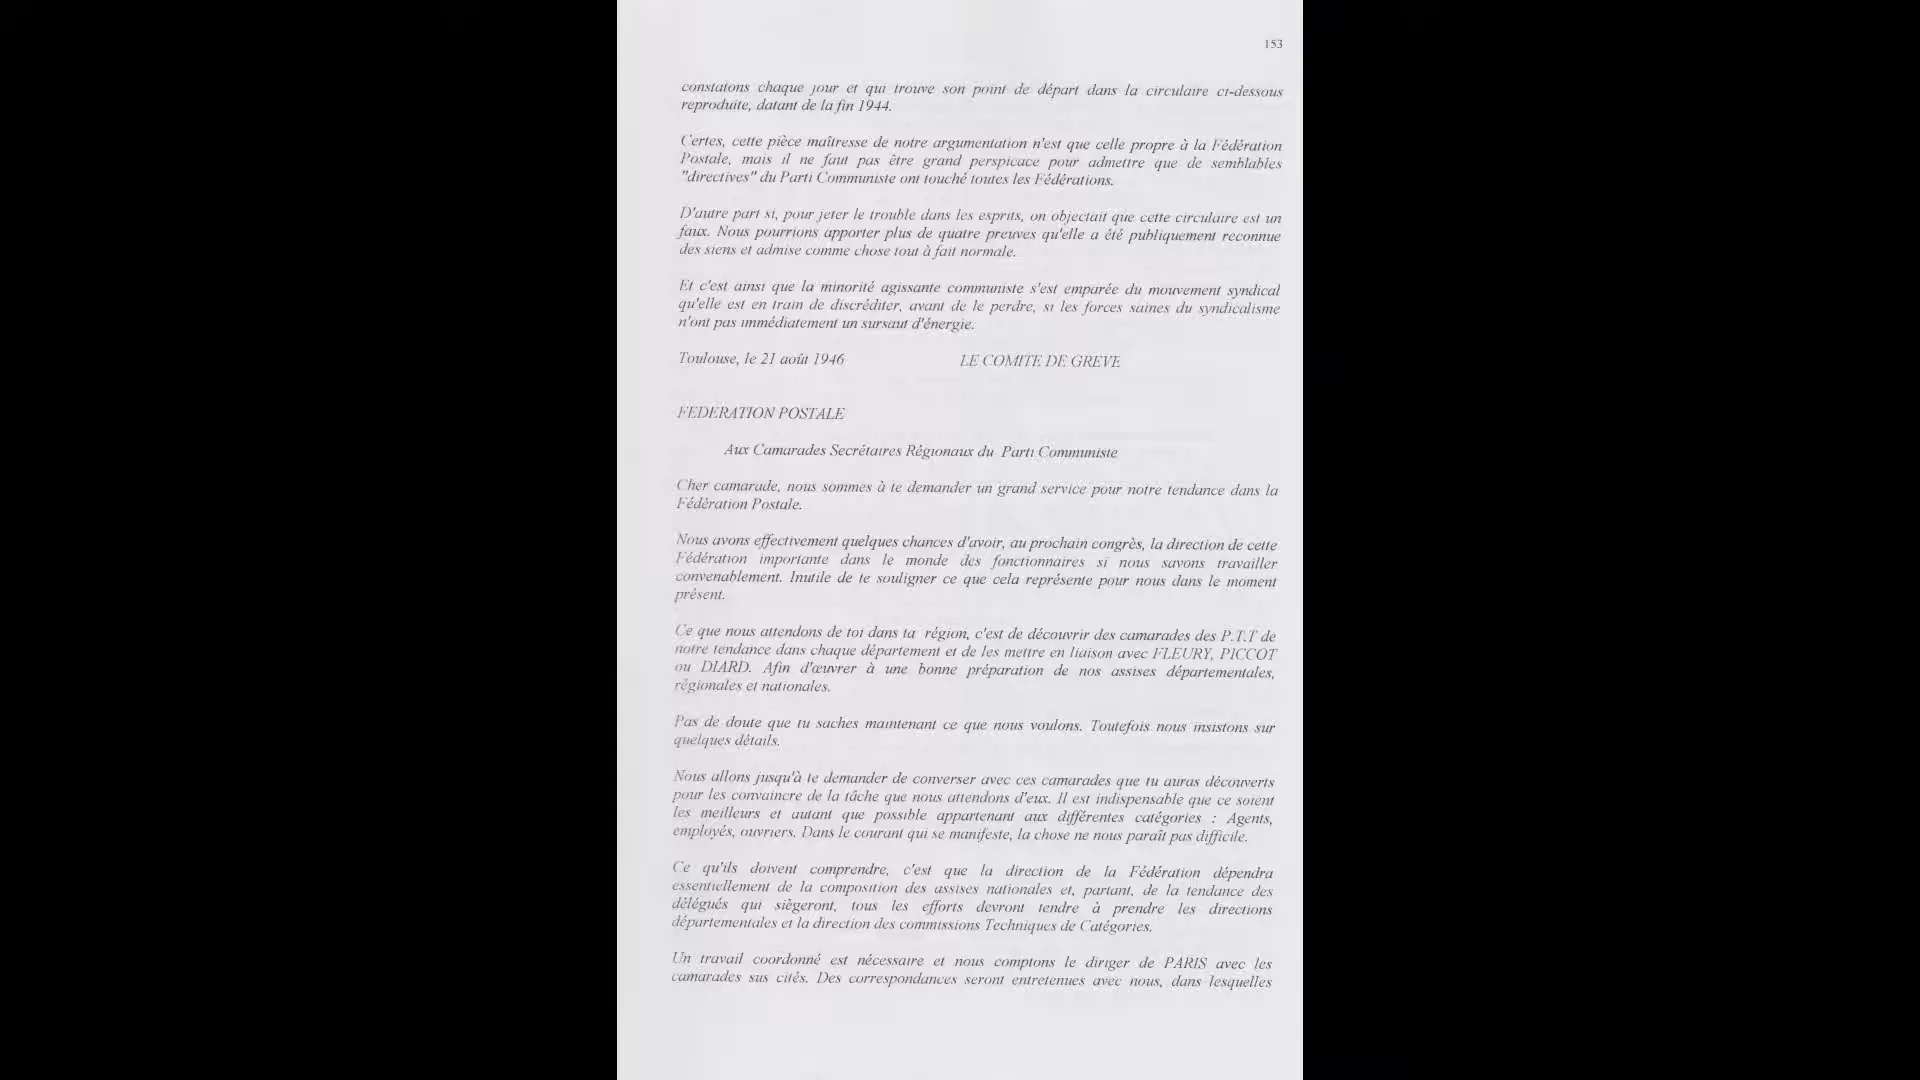 153
constatons chaque jour et qui trouve son point de départ dans la circulaire ci-dessous
reproduite, datant de la fin 1944.
Certes, cette pièce maîtresse de notre argumentation n'est que celle propre à la Fédération
Postale, mais il ne faut pas être grand perspicace pour admettre que de semblables
"directives" du Parti Communiste ont touché toutes les Fédérations.
D'autre part si, pour jeter le trouble dans les esprits, on objectait que cette circulaire est un
faux. Nous pourrions apporter plus de quatre preuves qu'elle a été publiquement reconnue
des siens et admise comme chose tout à fait normale.
Et c'est ainsi que la minorité agissante communiste s'est emparée du mouvement syndical
qu'elle est en train de discréditer, avant de le perdre, si les forces saines du syndicalisme
n'ont pas immédiatement un sursaut d'énergie.
Toulouse, le 21 août 1946 LE COMITE DE GREVE
FEDERATION POSTALE
Aux Camarades Secrétaires Régionaux du Parti Communiste
Cher camarade, nous sommes à te demander un grand service pour notre tendance dans la
Fédération Postale.
Nous avons effectivement quelques chances d'avoir, au prochain congrès, la direction de cette
Fédération importante dans le monde des fonctionnaires si nous savons travailler
convenablement. Inutile de te souligner ce que cela représente pour nous dans le moment
présent.
Ce que nous attendons de toi dans ta région, c'est de découvrir des camarades des P.T.T de
notre tendance dans chaque département et de les mettre en liaison avec FLEURY, PICCOT
ou DIARD. Afin d'œuvrer à une bonne préparation de nos assises départementales,
régionales et nationales.
Pas de doute que tu saches maintenant ce que nous voulons. Toutefois nous insistons sur
quelques détails.
Nous allons jusqu'à te demander de converser avec ces camarades que tu auras découverts
pour les convaincre de la tâche que nous attendons d'eux. Il est indispensable que ce soient
les meilleurs et autant que possible appartenant aux différentes catégories : Agents,
employés, ouvriers. Dans le courant qui se manifeste, la chose ne nous paraît pas difficile.
Ce qu'ils doivent comprendre, c'est que la direction de la Fédération dépendra
essentiellement de la composition des assises nationales et, partant, de la tendance des
délégués qui siègeront, tous les efforts devront tendre à prendre les directions
départementales et la direction des commissions Techniques de Catégories.
Un travail coordonné est nécessaire et nous comptons le diriger de PARIS avec les
camarades sus cités. Des correspondances seront entretenues avec nous, dans lesquelles